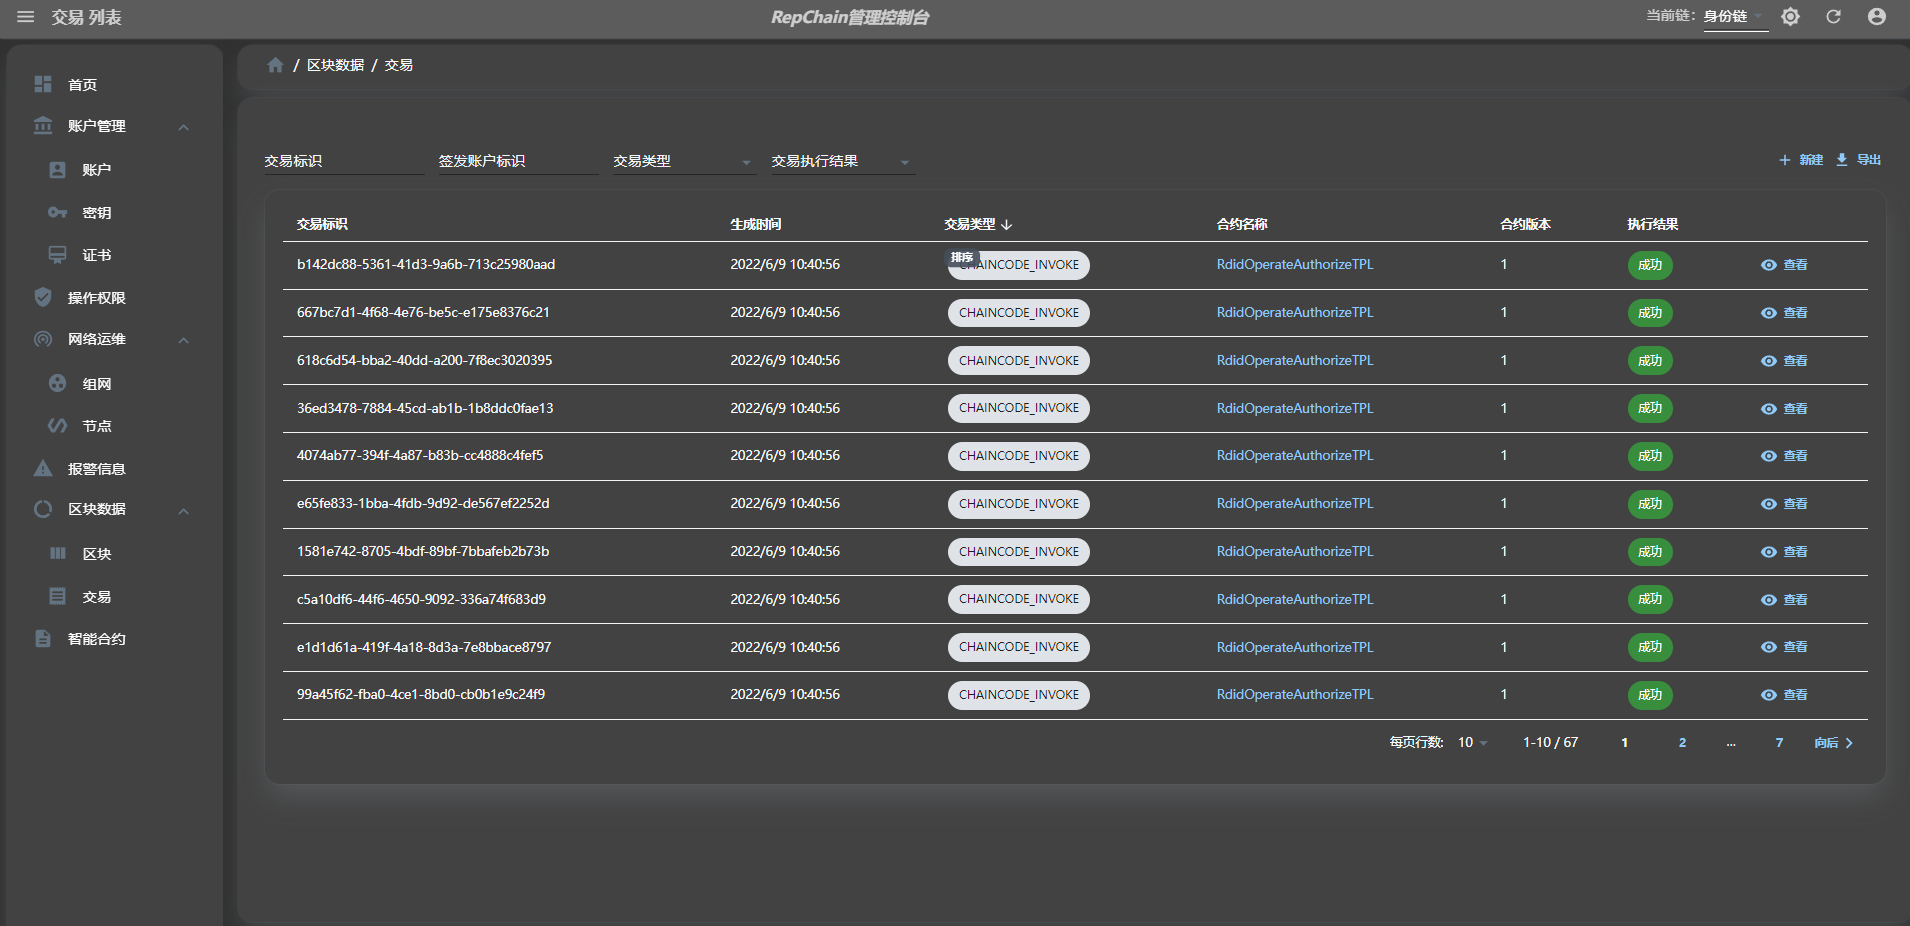 交易 列表
RepChain管理控制台
当前链: 身份链
首页
账户管理
账户
密钥
证书
操作权限
网络运维
组网
节点
报警信息
区块数据
区块
交易
智能合约
/ 区块数据 / 交易
交易标识 签发账户标识 交易类型 交易执行结果
新建 导出
交易标识 生成时间 交易类型 合约名称 合约版本 执行结果
排序
b142dc88-5361-41d3-9a6b-713c25980aad 2022/6/9 10:40:56 CHAINCODE_INVOKE RdidOperateAuthorizeTPL 1 成功 查看
667bc7d1-4f68-4e76-be5c-e175e8376c21 2022/6/9 10:40:56 CHAINCODE_INVOKE RdidOperateAuthorizeTPL 1 成功 查看
618c6d54-bba2-40dd-a200-7f8ec3020395 2022/6/9 10:40:56 CHAINCODE_INVOKE RdidOperateAuthorizeTPL 1 成功 查看
36ed3478-7884-45cd-ab1b-1b8ddc0fae13 2022/6/9 10:40:56 CHAINCODE_INVOKE RdidOperateAuthorizeTPL 1 成功 查看
4074ab77-394f-4a87-b83b-cc4888c4fef5 2022/6/9 10:40:56 CHAINCODE_INVOKE RdidOperateAuthorizeTPL 1 成功 查看
e65fe833-1bba-4fdb-9d92-de567ef2252d 2022/6/9 10:40:56 CHAINCODE_INVOKE RdidOperateAuthorizeTPL 1 成功 查看
1581e742-8705-4bdf-89bf-7bbafeb2b73b 2022/6/9 10:40:56 CHAINCODE_INVOKE RdidOperateAuthorizeTPL 1 成功 查看
c5a10df6-44f6-4650-9092-336a74f683d9 2022/6/9 10:40:56 CHAINCODE_INVOKE RdidOperateAuthorizeTPL 1 成功 查看
e1d1d61a-419f-4a18-8d3a-7e8bbace8797 2022/6/9 10:40:56 CHAINCODE_INVOKE RdidOperateAuthorizeTPL 1 成功 查看
99a45f62-fba0-4ce1-8bd0-cb0b1e9c24f9 2022/6/9 10:40:56 CHAINCODE_INVOKE RdidOperateAuthorizeTPL 1 成功 查看
每页行数: 10 1-10 / 67 1 2 ... 7 向后